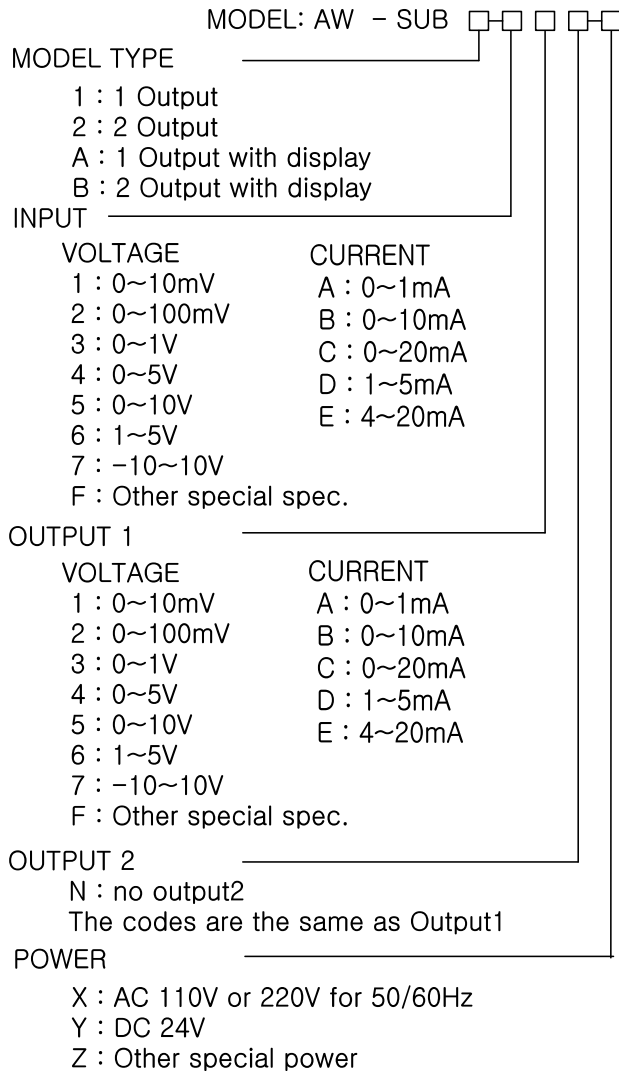 MODEL: AW - SUB □-□ □ □-□
MODEL TYPE
1 : 1 Output
2 : 2 Output
A : 1 Output with display
B : 2 Output with display
INPUT
VOLTAGE
1 : 0~10mV
2 : 0~100mV
3 : 0~1V
4 : 0~5V
5 : 0~10V
6 : 1~5V
7 : -10~10V
F : Other special spec.
CURRENT
A : 0~1mA
B : 0~10mA
C : 0~20mA
D : 1~5mA
E : 4~20mA
OUTPUT 1
VOLTAGE
1 : 0~10mV
2 : 0~100mV
3 : 0~1V
4 : 0~5V
5 : 0~10V
6 : 1~5V
7 : -10~10V
F : Other special spec.
CURRENT
A : 0~1mA
B : 0~10mA
C : 0~20mA
D : 1~5mA
E : 4~20mA
OUTPUT 2
N : no output2
The codes are the same as Output1
POWER
X : AC 110V or 220V for 50/60Hz
Y : DC 24V
Z : Other special power